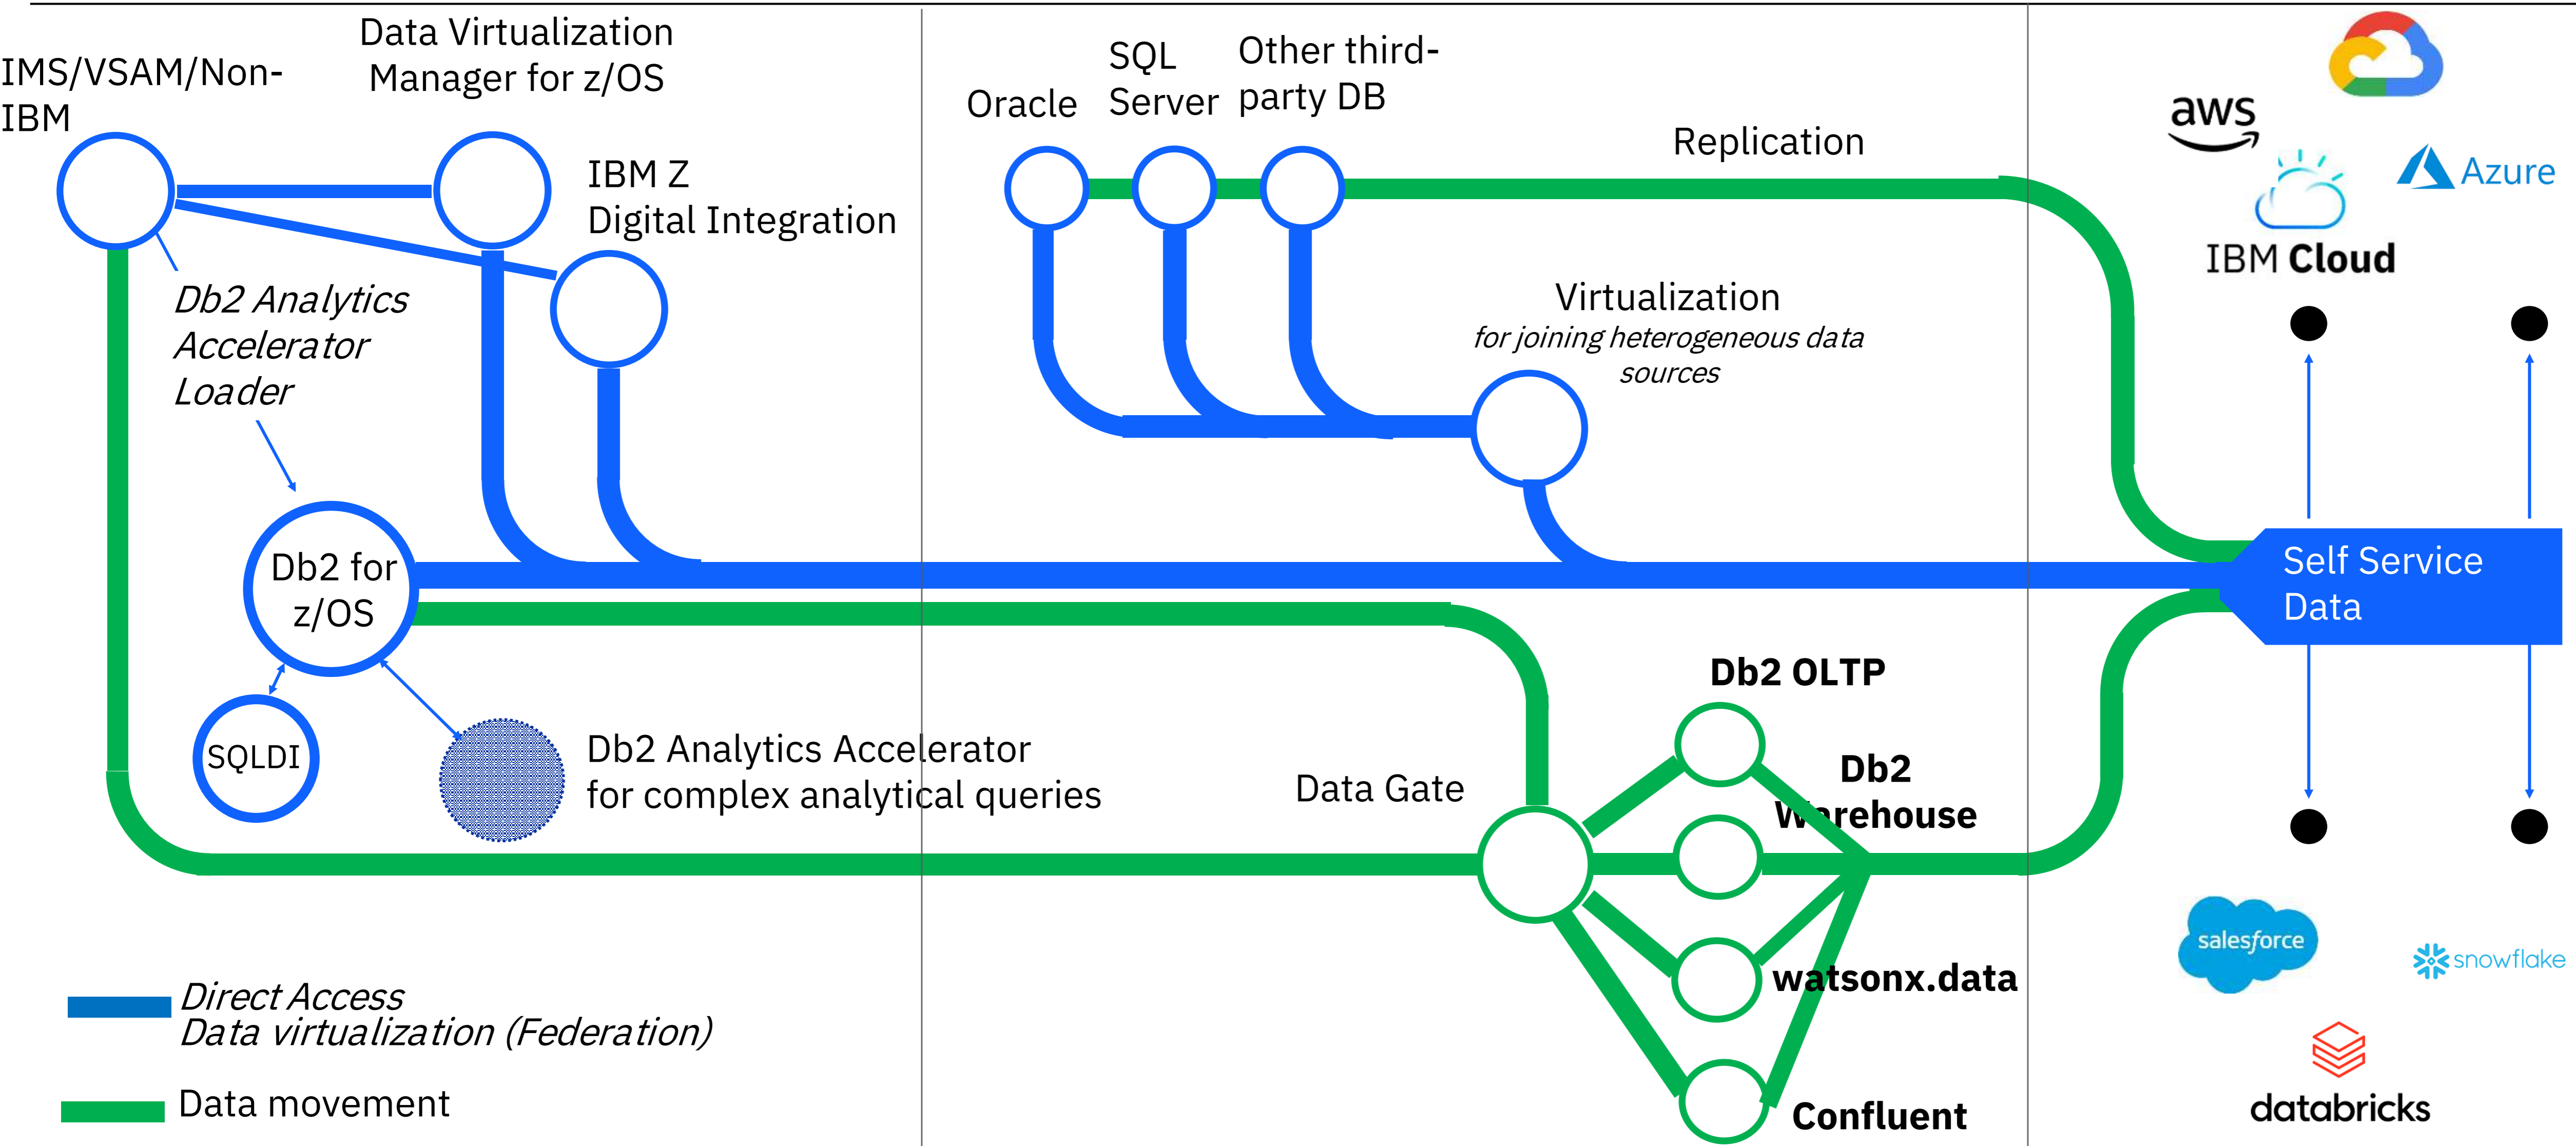 IMS/VSAM/Non-
IBM
Data Virtualization
Manager for z/OS
IBM Z
Digital Integration
Db2 Analytics
Accelerator
Loader
Db2 for
z/OS
SQLDI
Db2 Analytics Accelerator
for complex analytical queries
Direct Access
Data virtualization (Federation)
Data movement
Oracle
SQL
Server
Other third-
party DB
Replication
Virtualization
for joining heterogeneous data
sources
Data Gate
Db2 OLTP
Db2
Warehouse
watsonx.data
Confluent
aws
Azure
IBM Cloud
Self Service
Data
salesforce
snowflake
databricks